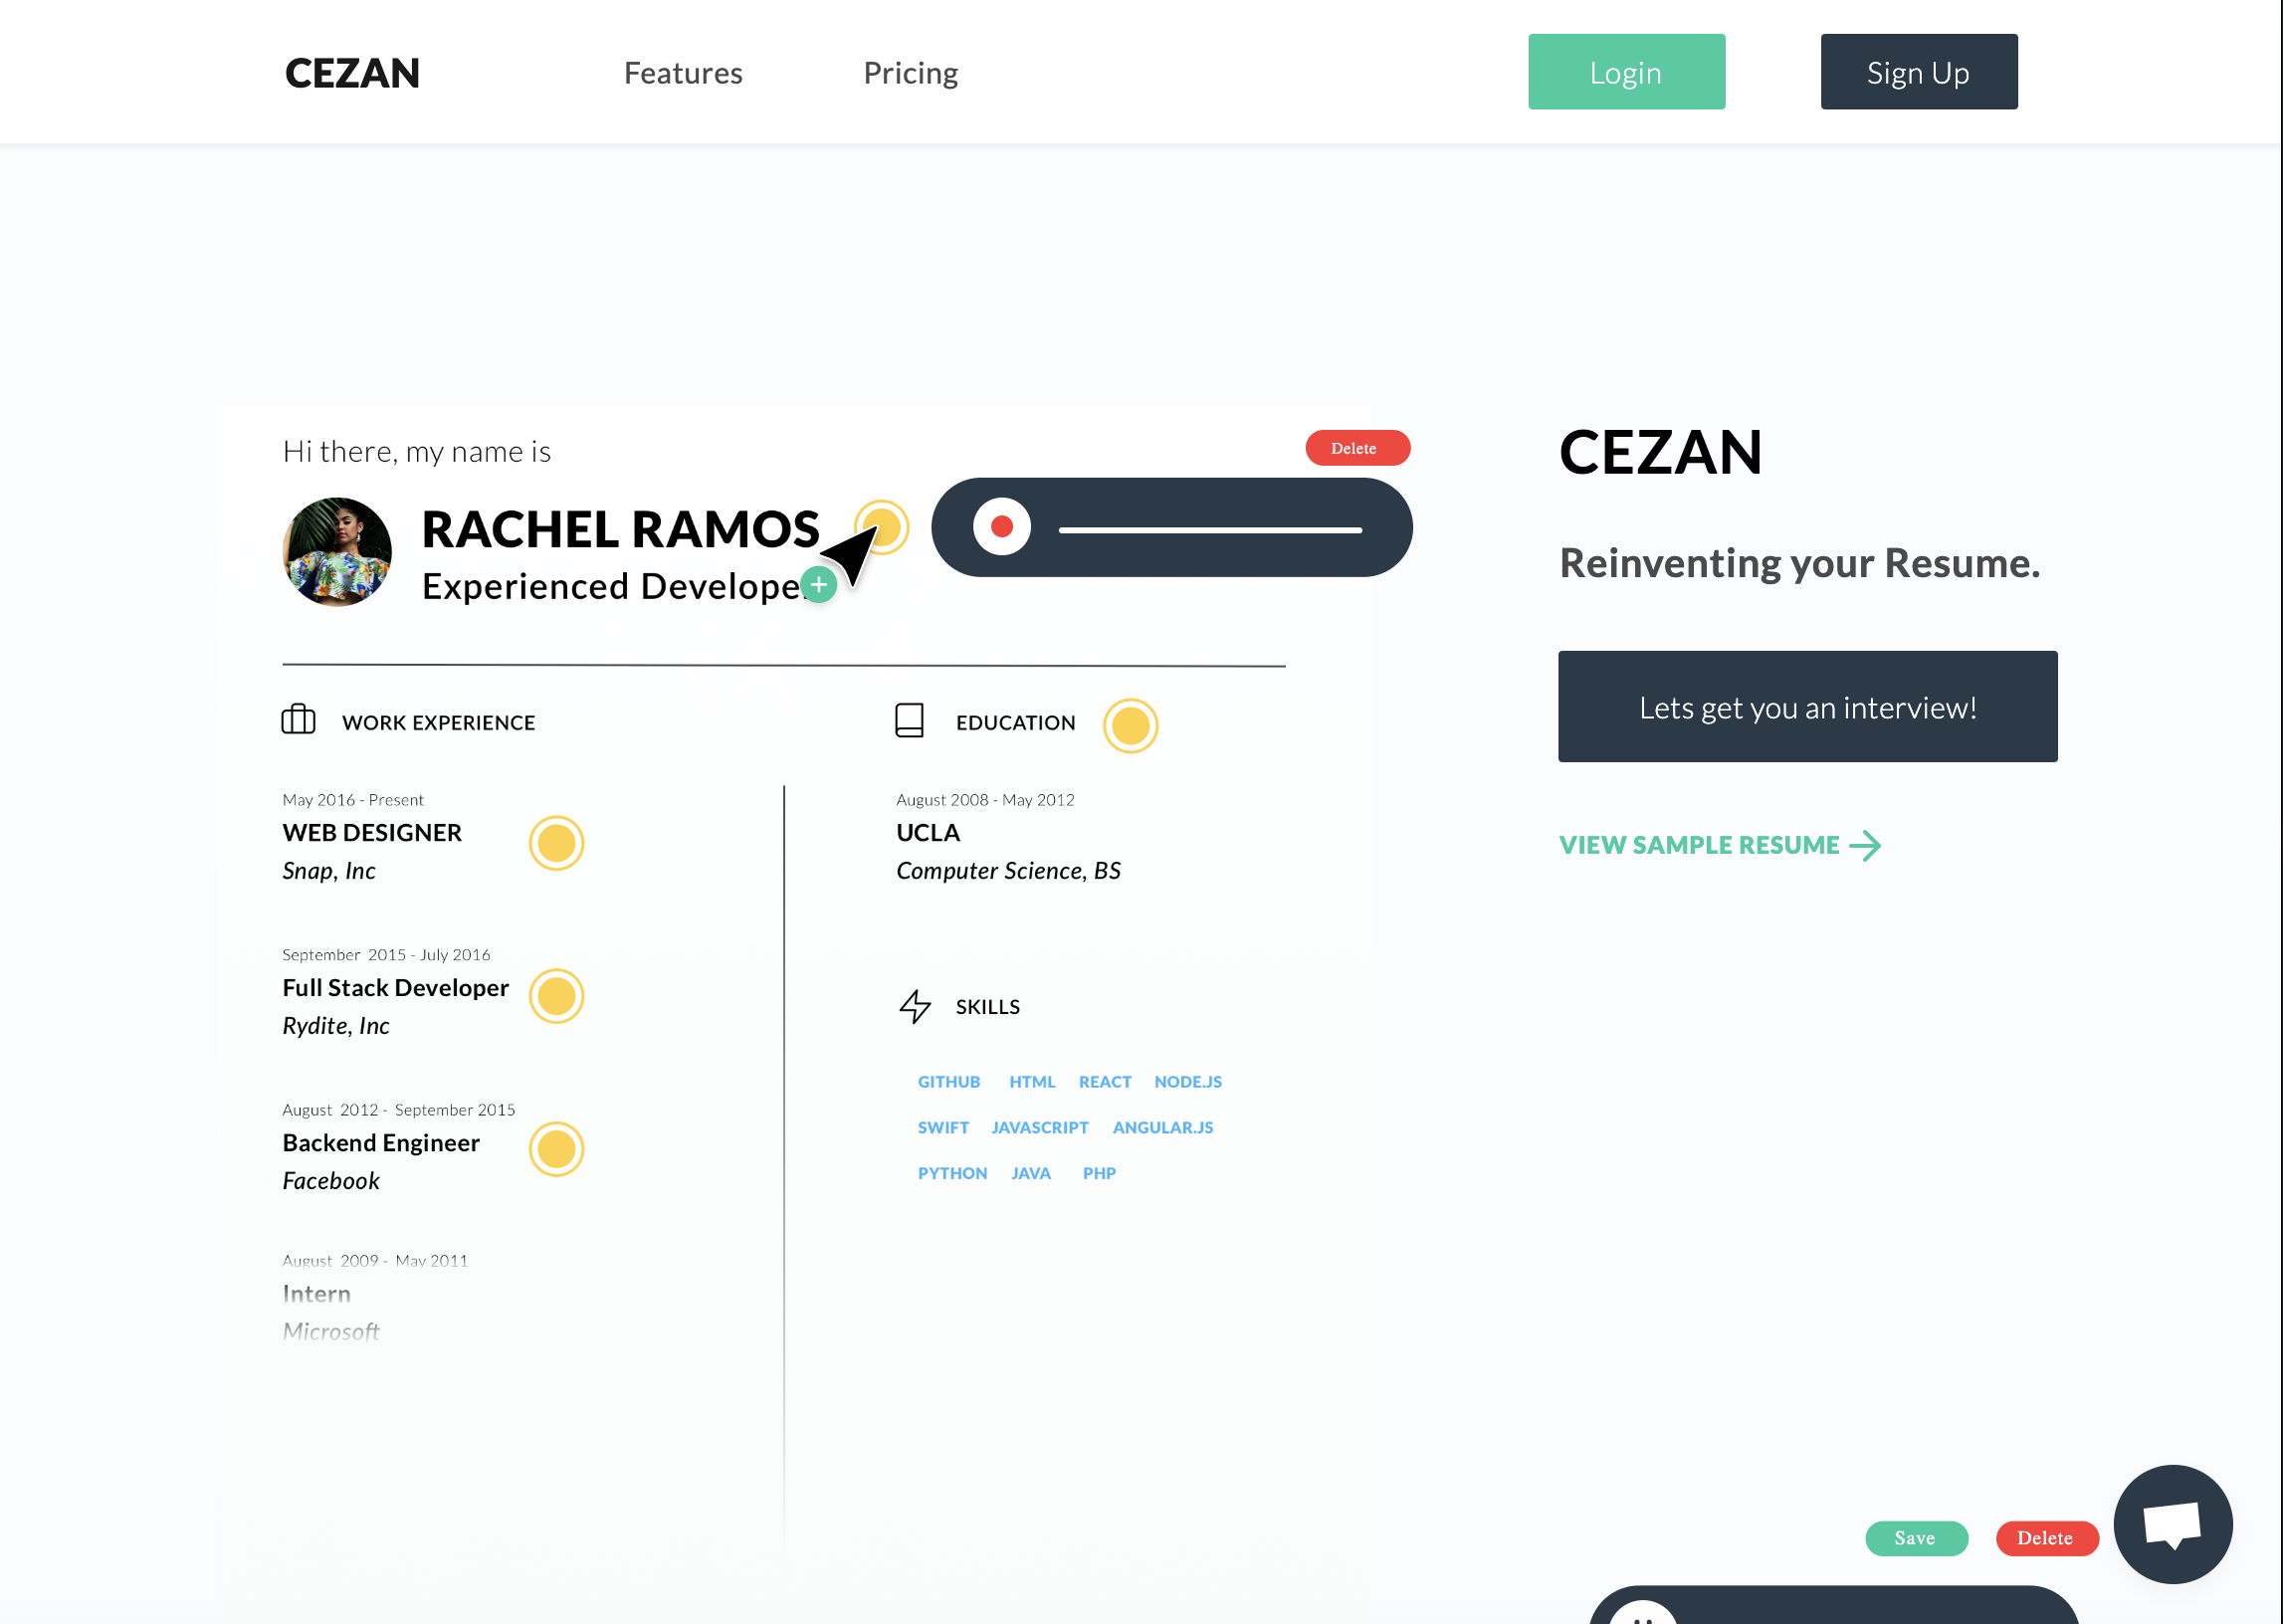 CEZAN Features Pricing Login Sign Up
Hi there, my name is
RACHEL RAMOS
Experienced Developer
Delete
WORK EXPERIENCE
May 2016 - Present
WEB DESIGNER
Snap, Inc
September 2015 - July 2016
Full Stack Developer
Rydite, Inc
August 2012 - September 2015
Backend Engineer
Facebook
August 2009 - May 2011
Intern
Microsoft
EDUCATION
August 2008 - May 2012
UCLA
Computer Science, BS
SKILLS
GITHUB HTML REACT NODE.JS
SWIFT JAVASCRIPT ANGULAR.JS
PYTHON JAVA PHP
CEZAN
Reinventing your Resume.
Lets get you an interview!
VIEW SAMPLE RESUME
Save Delete